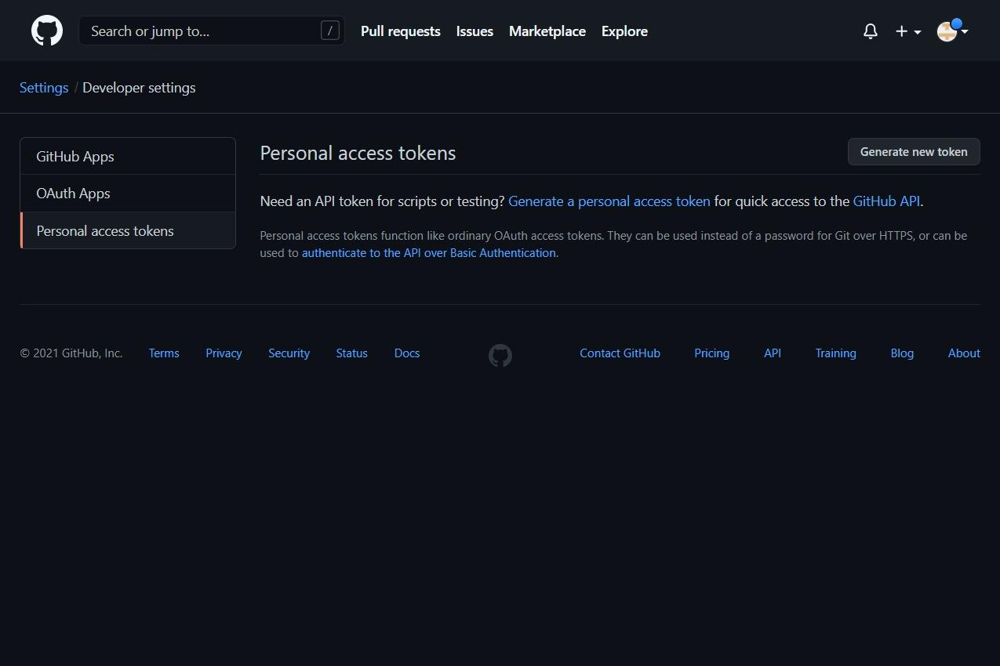 Search or jump to... /
Pull requests Issues Marketplace Explore
Settings / Developer settings
GitHub Apps
OAuth Apps
Personal access tokens
Personal access tokens
Generate new token
Need an API token for scripts or testing? Generate a personal access token for quick access to the GitHub API.
Personal access tokens function like ordinary OAuth access tokens. They can be used instead of a password for Git over HTTPS, or can be
used to authenticate to the API over Basic Authentication.
© 2021 GitHub, Inc. Terms Privacy Security Status Docs Contact GitHub Pricing API Training Blog About